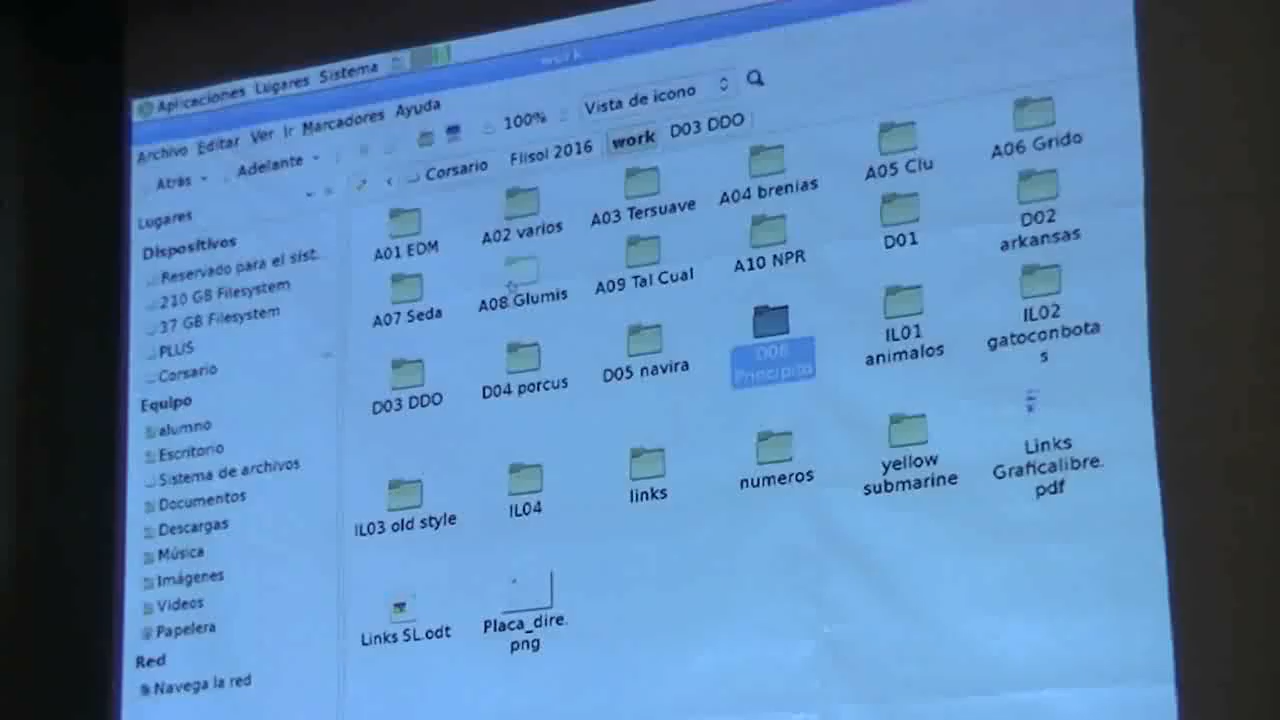 Aplicaciones Lugares Sistema
work
Archivo Editar Ver Ir Marcadores Ayuda
Atrás Adelante 100% Vista de icono
Corsario Flisol 2016 work D03 DDO
Lugares
Dispositivos
Reservado para el sist...
210 GB Filesystem
37 GB Filesystem
PLUS
Corsario
Equipo
alumno
Escritorio
Sistema de archivos
Documentos
Descargas
Música
Imágenes
Vídeos
Papelera
Red
Navega la red
A01 EDM
A02 varios
A03 Tersuave
A04 brenias
A05 Clu
A06 Grido
A07 Seda
A08 Glumis
A09 Tal Cual
A10 NPR
D01
D02
arkansas
D03 DDO
D04 porcus
D05 navira
D06
Principito
IL01
animalos
IL02
gatoconbota
s
IL03 old style
IL04
links
numeros
yellow
submarine
Links
Graficalibre.
pdf
Links SL.odt
Placa_dire.
png